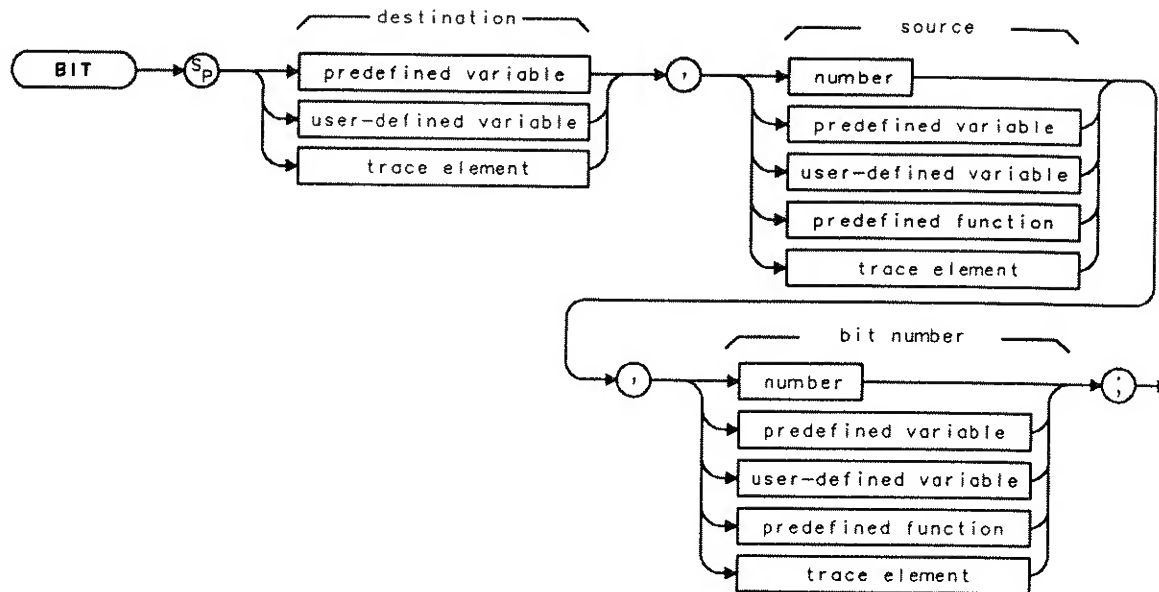 destination
BIT
SP
predefined variable
user-defined variable
trace element
,
source
number
predefined variable
user-defined variable
predefined function
trace element
,
bit number
number
predefined variable
user-defined variable
predefined function
trace element
;